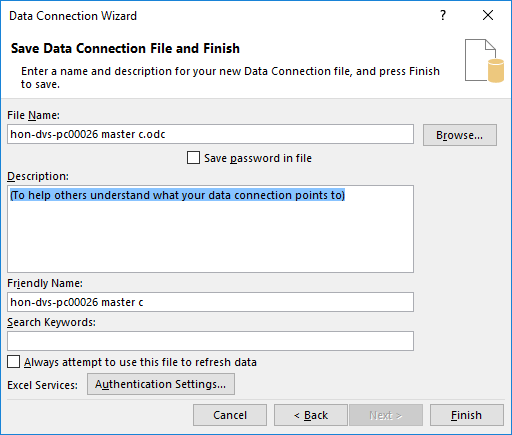 Data Connection Wizard
Save Data Connection File and Finish
Enter a name and description for your new Data Connection file, and press Finish
to save.
File Name:
hon-dvs-pc00026 master c.odc
Browse...
Save password in file
Description:
(To help others understand what your data connection points to)
Friendly Name:
hon-dvs-pc00026 master c
Search Keywords:
Always attempt to use this file to refresh data
Excel Services:
Authentication Settings...
Cancel
< Back
Next >
Finish